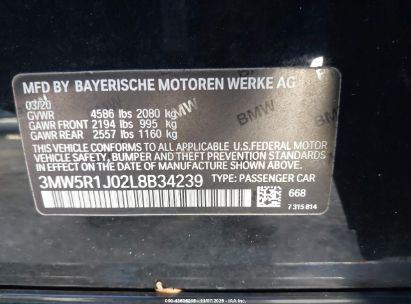 MFD BY BAYERISCHE MOTOREN WERKE AG
03/20
GVWR 4586 lbs 2080 kg
GAWR FRONT 2194 lbs 995 kg
GAWR REAR 2557 lbs 1160 kg
BMW
BMW
THIS VEHICLE CONFORMS TO ALL APPLICABLE U.S.FEDERAL MOTOR
VEHICLE SAFETY, BUMPER AND THEFT PREVENTION STANDARDS
IN EFFECT ON THE DATE OF MANUFACTURE SHOWN ABOVE.
3MW5R1J02L8B34239 TYPE: PASSENGER CAR
668
7 315 814